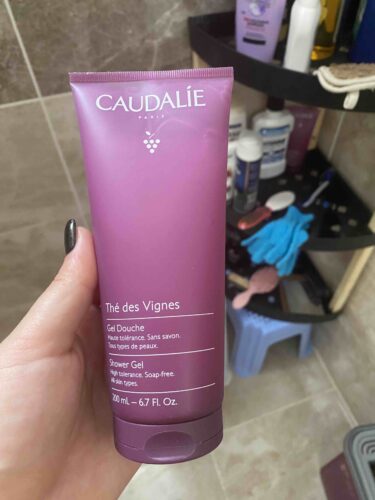 CAUDALÍE
PARIS
Thé des Vignes
Gel Douche
Haute tolérance. Sans savon.
Tous types de peaux.
Shower Gel
High tolerance. Soap-free.
All skin types.
200 mL – 6.7 Fl. Oz.